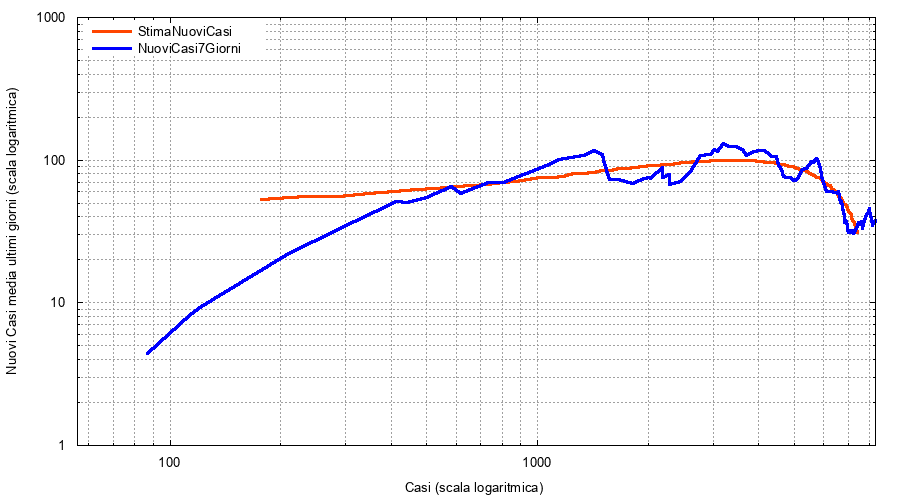 1000
StimaNuoviCasi
NuoviCasi7Giorni
100
10
1
100
1000
Nuovi Casi media ultimi giorni (scala logaritmica)
Casi (scala logaritmica)